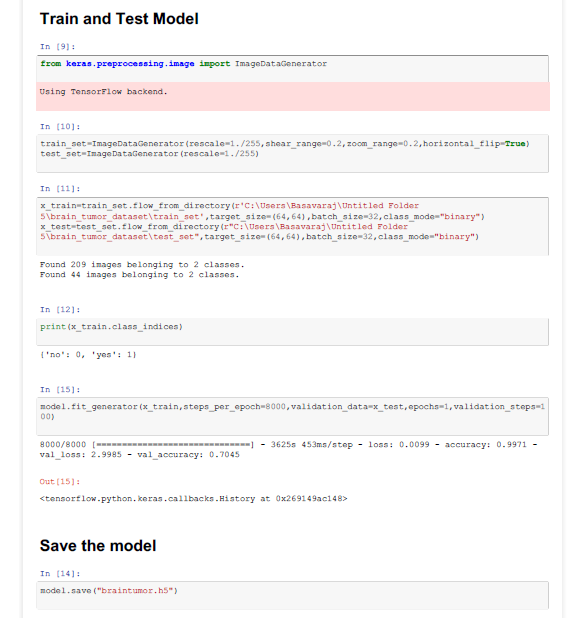 Train and Test Model
In [9]:
from keras.preprocessing.image import ImageDataGenerator
Using TensorFlow backend.
In [10]:
train_set=ImageDataGenerator(rescale=1./255,shear_range=0.2,zoom_range=0.2,horizontal_flip=True)
test_set=ImageDataGenerator(rescale=1./255)
In [11]:
x_train=train_set.flow_from_directory(r'C:\Users\Basavaraj\Untitled Folder
5\brain_tumor_dataset\train_set',target_size=(64,64),batch_size=32,class_mode="binary")
x_test=test_set.flow_from_directory(r"C:\Users\Basavaraj\Untitled Folder
5\brain_tumor_dataset\test_set",target_size=(64,64),batch_size=32,class_mode="binary")
Found 209 images belonging to 2 classes.
Found 44 images belonging to 2 classes.
In [12]:
print(x_train.class_indices)
{'no': 0, 'yes': 1}
In [15]:
model.fit_generator(x_train,steps_per_epoch=8000,validation_data=x_test,epochs=1,validation_steps=1
00)
8000/8000 [==============================] - 3625s 453ms/step - loss: 0.0099 - accuracy: 0.9971 -
val_loss: 2.9985 - val_accuracy: 0.7045
Out[15]:
<tensorflow.python.keras.callbacks.History at 0x269149ac148>
Save the model
In [14]:
model.save("braintumor.h5")